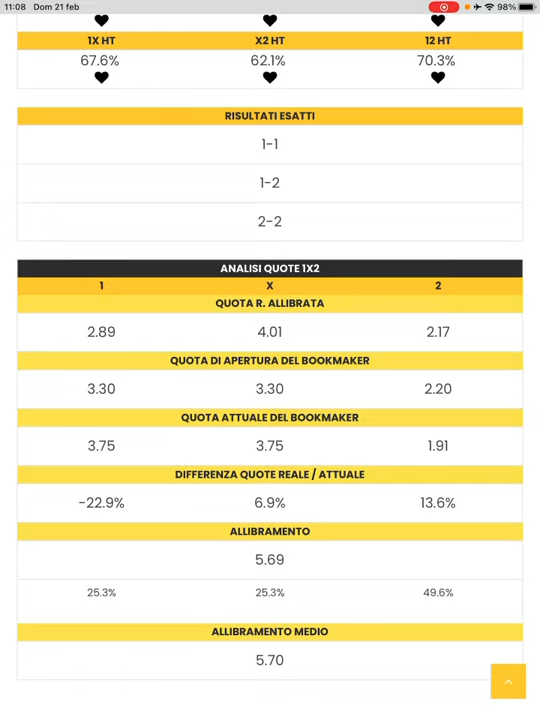 11:08 Dom 21 feb 98%
1X HT X2 HT 12 HT
67.6% 62.1% 70.3%
RISULTATI ESATTI
1-1
1-2
2-2
ANALISI QUOTE 1X2
1 X 2
QUOTA R. ALLIBRATA
2.89 4.01 2.17
QUOTA DI APERTURA DEL BOOKMAKER
3.30 3.30 2.20
QUOTA ATTUALE DEL BOOKMAKER
3.75 3.75 1.91
DIFFERENZA QUOTE REALE / ATTUALE
-22.9% 6.9% 13.6%
ALLIBRAMENTO
5.69
25.3% 25.3% 49.6%
ALLIBRAMENTO MEDIO
5.70